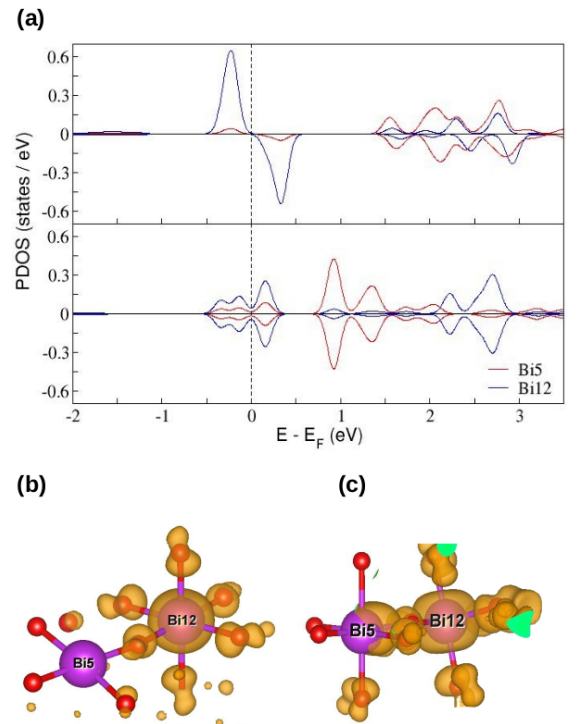 (a)
0.6
0.3
0
-0.3
-0.6
0.6
0.3
0
-0.3
-0.6
PDOS (states / eV)
Bi5
Bi12
-2 -1 0 1 2 3
E - E_F (eV)
(b) (c)
Bi12
Bi5
Bi5 Bi12